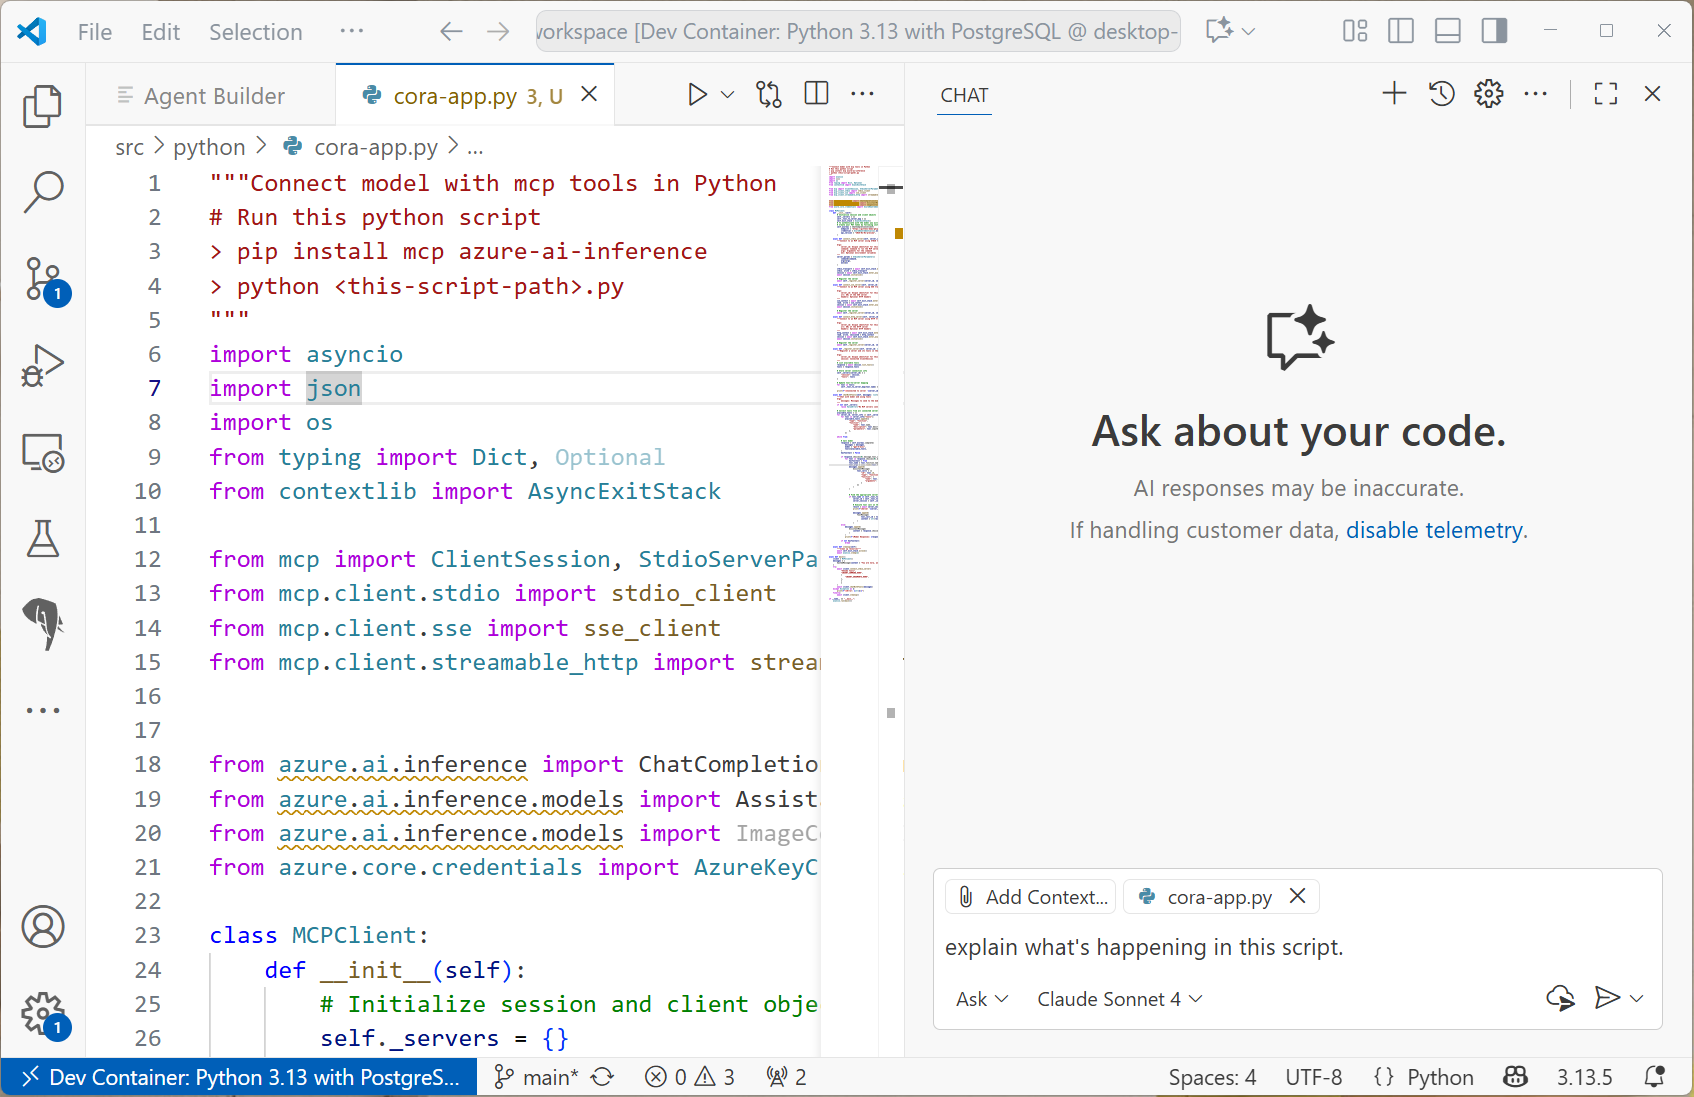 File Edit Selection ···
workspace [Dev Container: Python 3.13 with PostgreSQL @ desktop-
Agent Builder
cora-app.py 3, U
CHAT
src > python > cora-app.py > ...
1 """Connect model with mcp tools in Python
2 # Run this python script
3 > pip install mcp azure-ai-inference
4 > python <this-script-path>.py
5 """
6 import asyncio
7 import json
8 import os
9 from typing import Dict, Optional
10 from contextlib import AsyncExitStack
11
12 from mcp import ClientSession, StdioServerPa
13 from mcp.client.stdio import stdio_client
14 from mcp.client.sse import sse_client
15 from mcp.client.streamable_http import strea
16
17
18 from azure.ai.inference import ChatCompletio
19 from azure.ai.inference.models import Assist
20 from azure.ai.inference.models import ImageC
21 from azure.core.credentials import AzureKeyC
22
23 class MCPClient:
24 def __init__(self):
25 # Initialize session and client obje
26 self._servers = {}
Ask about your code.
AI responses may be inaccurate.
If handling customer data, disable telemetry.
Add Context...
cora-app.py
explain what's happening in this script.
Ask
Claude Sonnet 4
1
1
Dev Container: Python 3.13 with PostgreS...
main*
0
3
2
Spaces: 4
UTF-8
{} Python
3.13.5